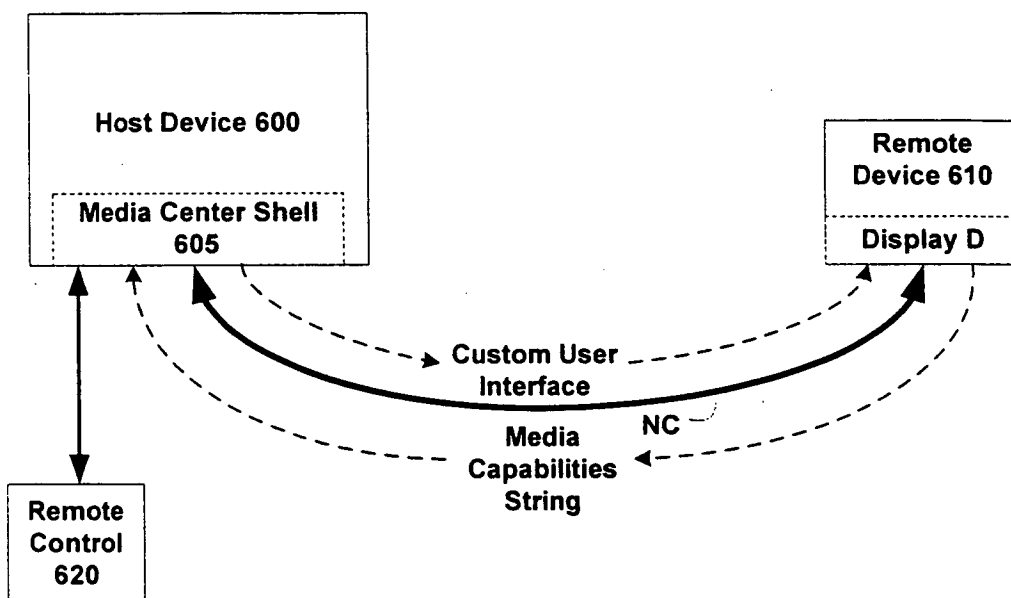 Host Device 600
Media Center Shell
605
Remote
Device 610
Display D
Custom User
Interface
NC
Media
Capabilities
String
Remote
Control
620